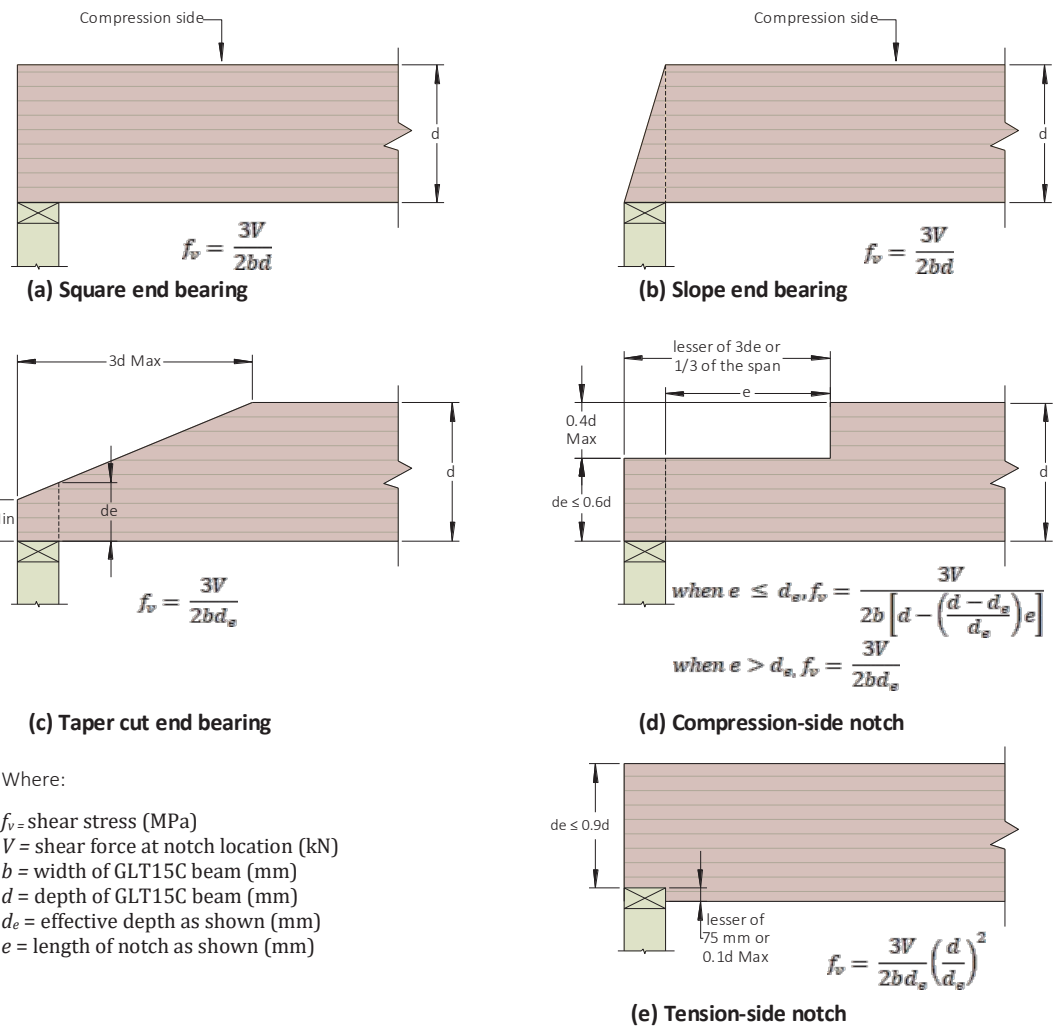 Compression side
Compression side
d
d
f_v = 3V / 2bd
f_v = 3V / 2bd
(a) Square end bearing
(b) Slope end bearing
3d Max
lesser of 3de or
1/3 of the span
e
0.4d
Max
d
d
de
de ≤ 0.6d
f_v = 3V / 2bd_e
when e ≤ d_e, f_v = 3V / 2b[d − ((d − d_e) / d_e)e]
when e > d_e, f_v = 3V / 2bd_e
(c) Taper cut end bearing
(d) Compression-side notch
Where:
f_v = shear stress (MPa)
V = shear force at notch location (kN)
b = width of GLT15C beam (mm)
d = depth of GLT15C beam (mm)
d_e = effective depth as shown (mm)
e = length of notch as shown (mm)
de ≤ 0.9d
lesser of
75 mm or
0.1d Max
f_v = 3V / 2bd_e (d / d_e)^2
(e) Tension-side notch